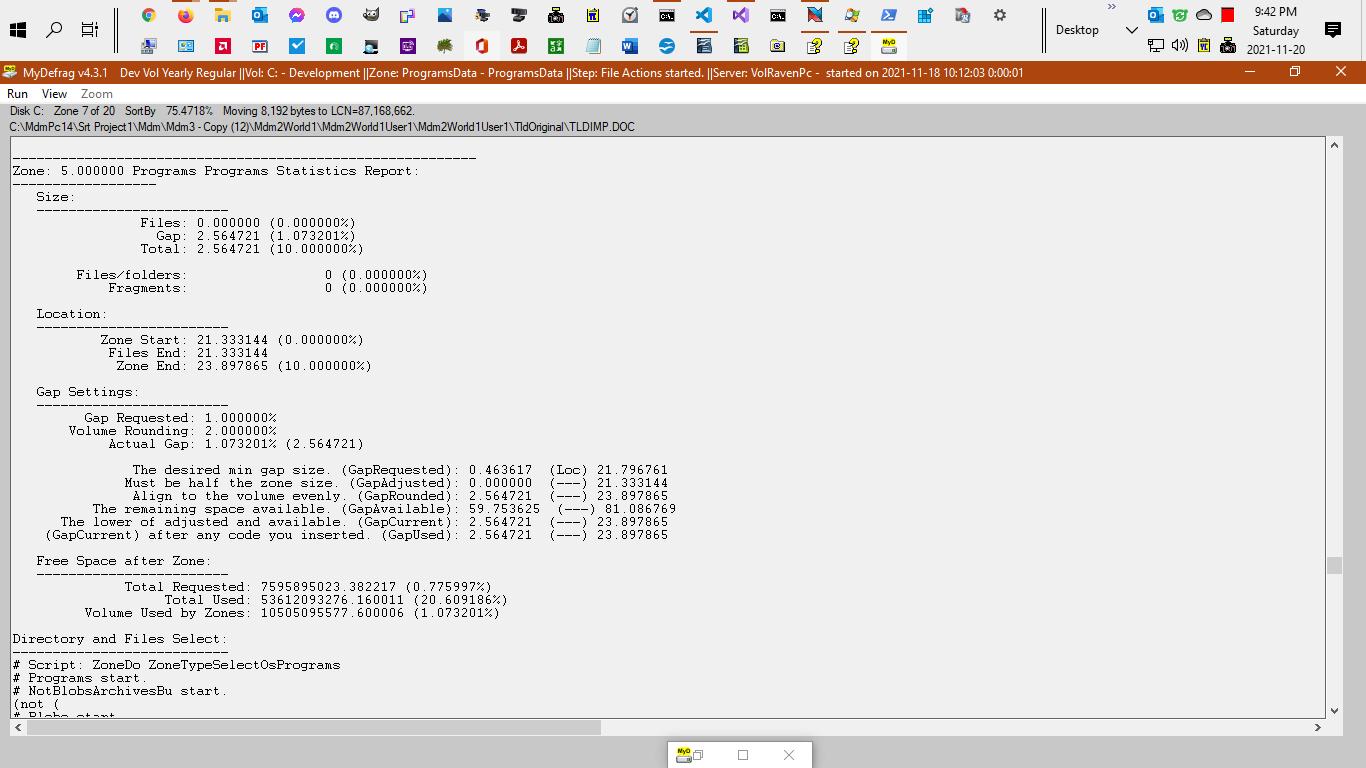 9:42 PM
Desktop
Saturday
2021-11-20
MyDefrag v4.3.1 Dev Vol Yearly Regular ||Vol: C: - Development ||Zone: ProgramsData - ProgramsData ||Step: File Actions started. ||Server: VolRavenPc - started on 2021-11-18 10:12:03 0:00:01
Run View Zoom
Disk C: Zone 7 of 20 SortBy 75.4718% Moving 8,192 bytes to LCN=87,168,662.
C:\MdmPc14\Srt Project1\Mdm\Mdm3 - Copy (12)\Mdm2World1\Mdm2World1User1\Mdm2World1User1\TldOriginal\TLDIMP.DOC
----------------------------------------------------------
Zone: 5.000000 Programs Programs Statistics Report:
------------------
Size:
------------------------
Files: 0.000000 (0.000000%)
Gap: 2.564721 (1.073201%)
Total: 2.564721 (10.000000%)
Files/folders: 0 (0.000000%)
Fragments: 0 (0.000000%)
Location:
------------------------
Zone Start: 21.333144 (0.000000%)
Files End: 21.333144
Zone End: 23.897865 (10.000000%)
Gap Settings:
------------------------
Gap Requested: 1.000000%
Volume Rounding: 2.000000%
Actual Gap: 1.073201% (2.564721)
The desired min gap size. (GapRequested): 0.463617 (Loc) 21.796761
Must be half the zone size. (GapAdjusted): 0.000000 (---) 21.333144
Align to the volume evenly. (GapRounded): 2.564721 (---) 23.897865
The remaining space available. (GapAvailable): 59.753625 (---) 81.086769
The lower of adjusted and available. (GapCurrent): 2.564721 (---) 23.897865
(GapCurrent) after any code you inserted. (GapUsed): 2.564721 (---) 23.897865
Free Space after Zone:
------------------------
Total Requested: 7595895023.382217 (0.775997%)
Total Used: 53612093276.160011 (20.609186%)
Volume Used by Zones: 10505095577.600006 (1.073201%)
Directory and Files Select:
---------------------------
# Script: ZoneDo ZoneTypeSelectOsPrograms
# Programs start.
# NotBlobsArchivesBu start.
(not (
# Blobs start
MyD